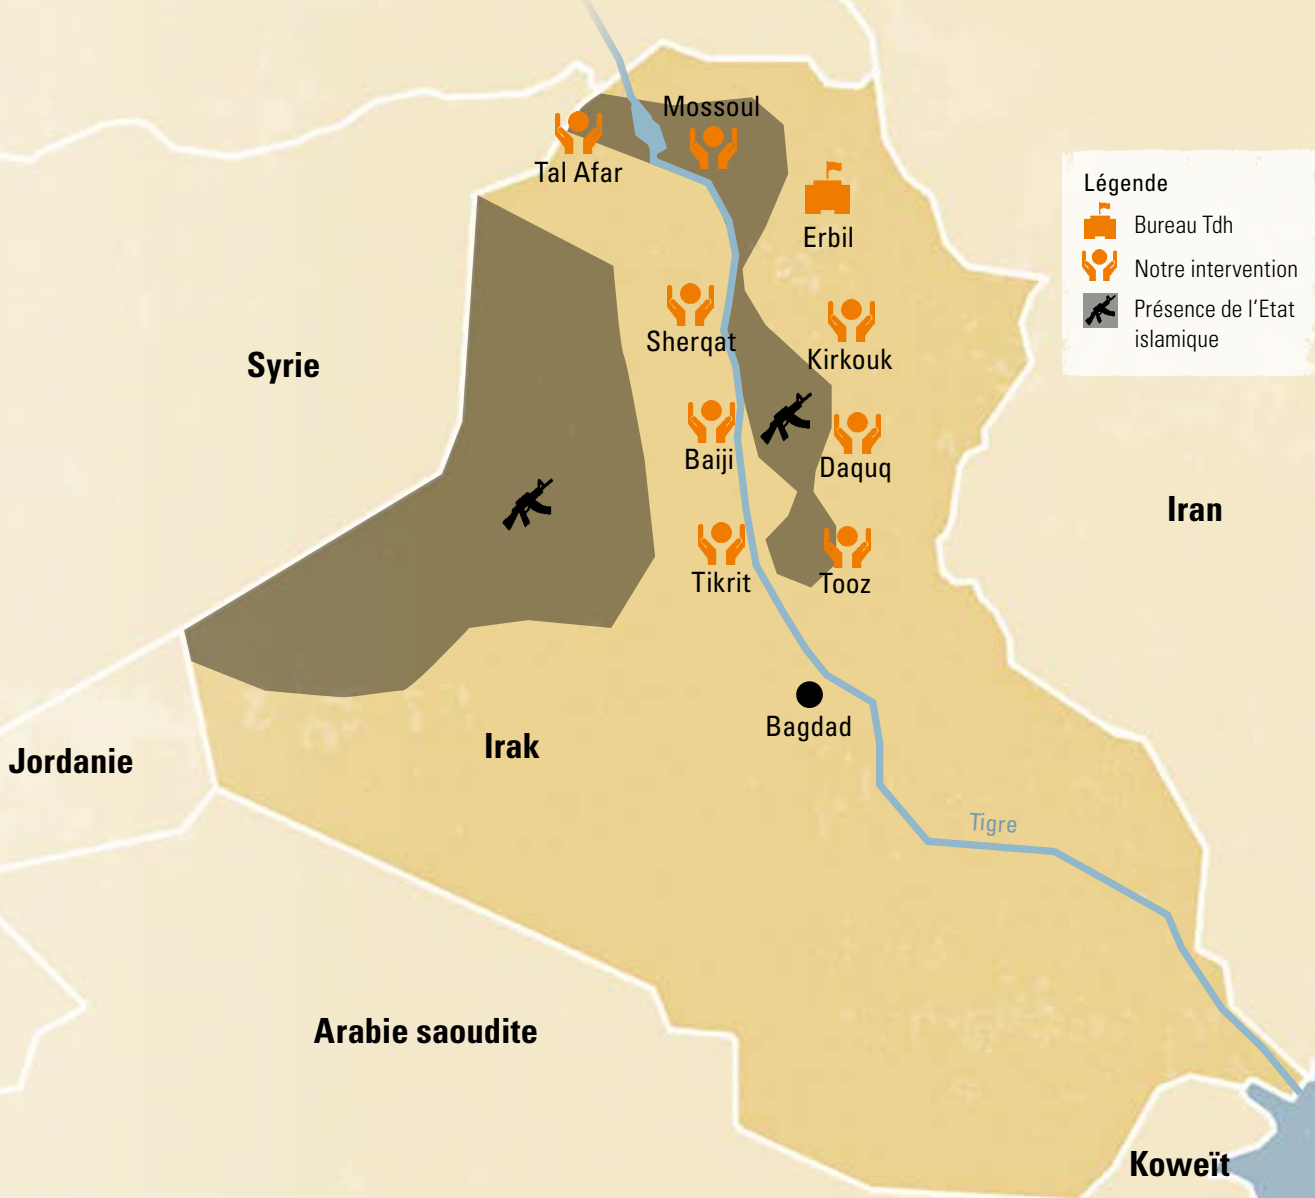 Mossoul
Tal Afar
Légende
Bureau Tdh
Erbil
Notre intervention
Présence de l'Etat
islamique
Sherqat
Kirkouk
Syrie
Baiji
Daquq
Iran
Tikrit
Tooz
Bagdad
Irak
Jordanie
Tigre
Arabie saoudite
Koweït